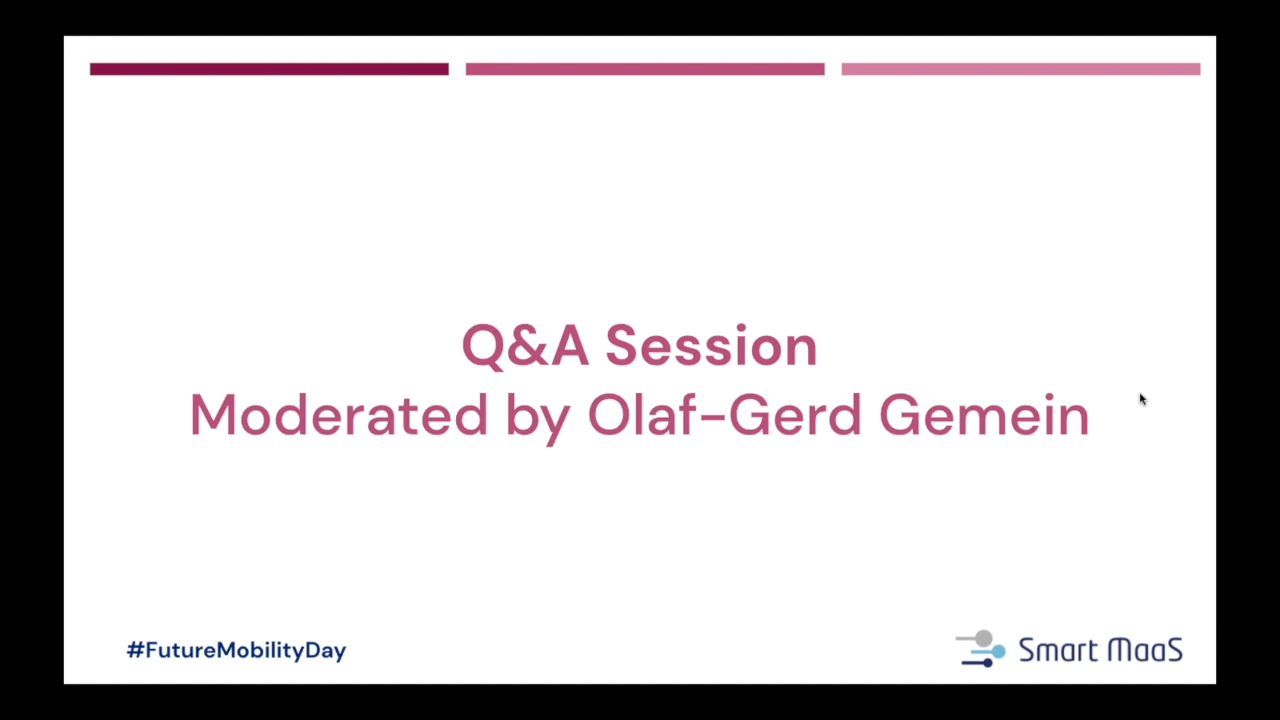 Q&A Session
Moderated by Olaf-Gerd Gemein
#FutureMobilityDay
Smart MaaS